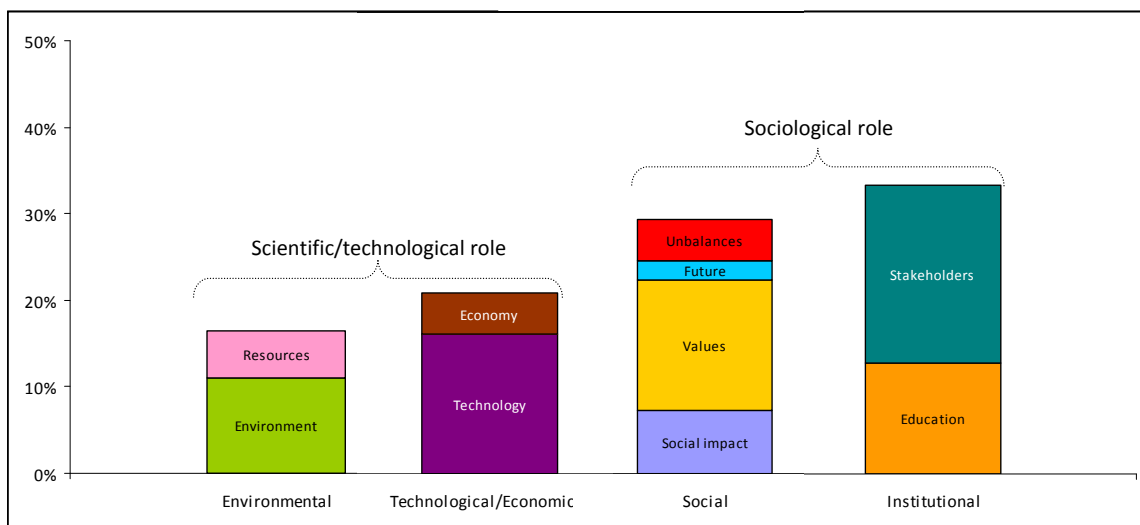 50%
40%
30%
20%
10%
0%
Sociological role
Scientific/technological role
Resources
Environment
Economy
Technology
Unbalances
Future
Values
Social impact
Stakeholders
Education
Environmental
Technological/Economic
Social
Institutional